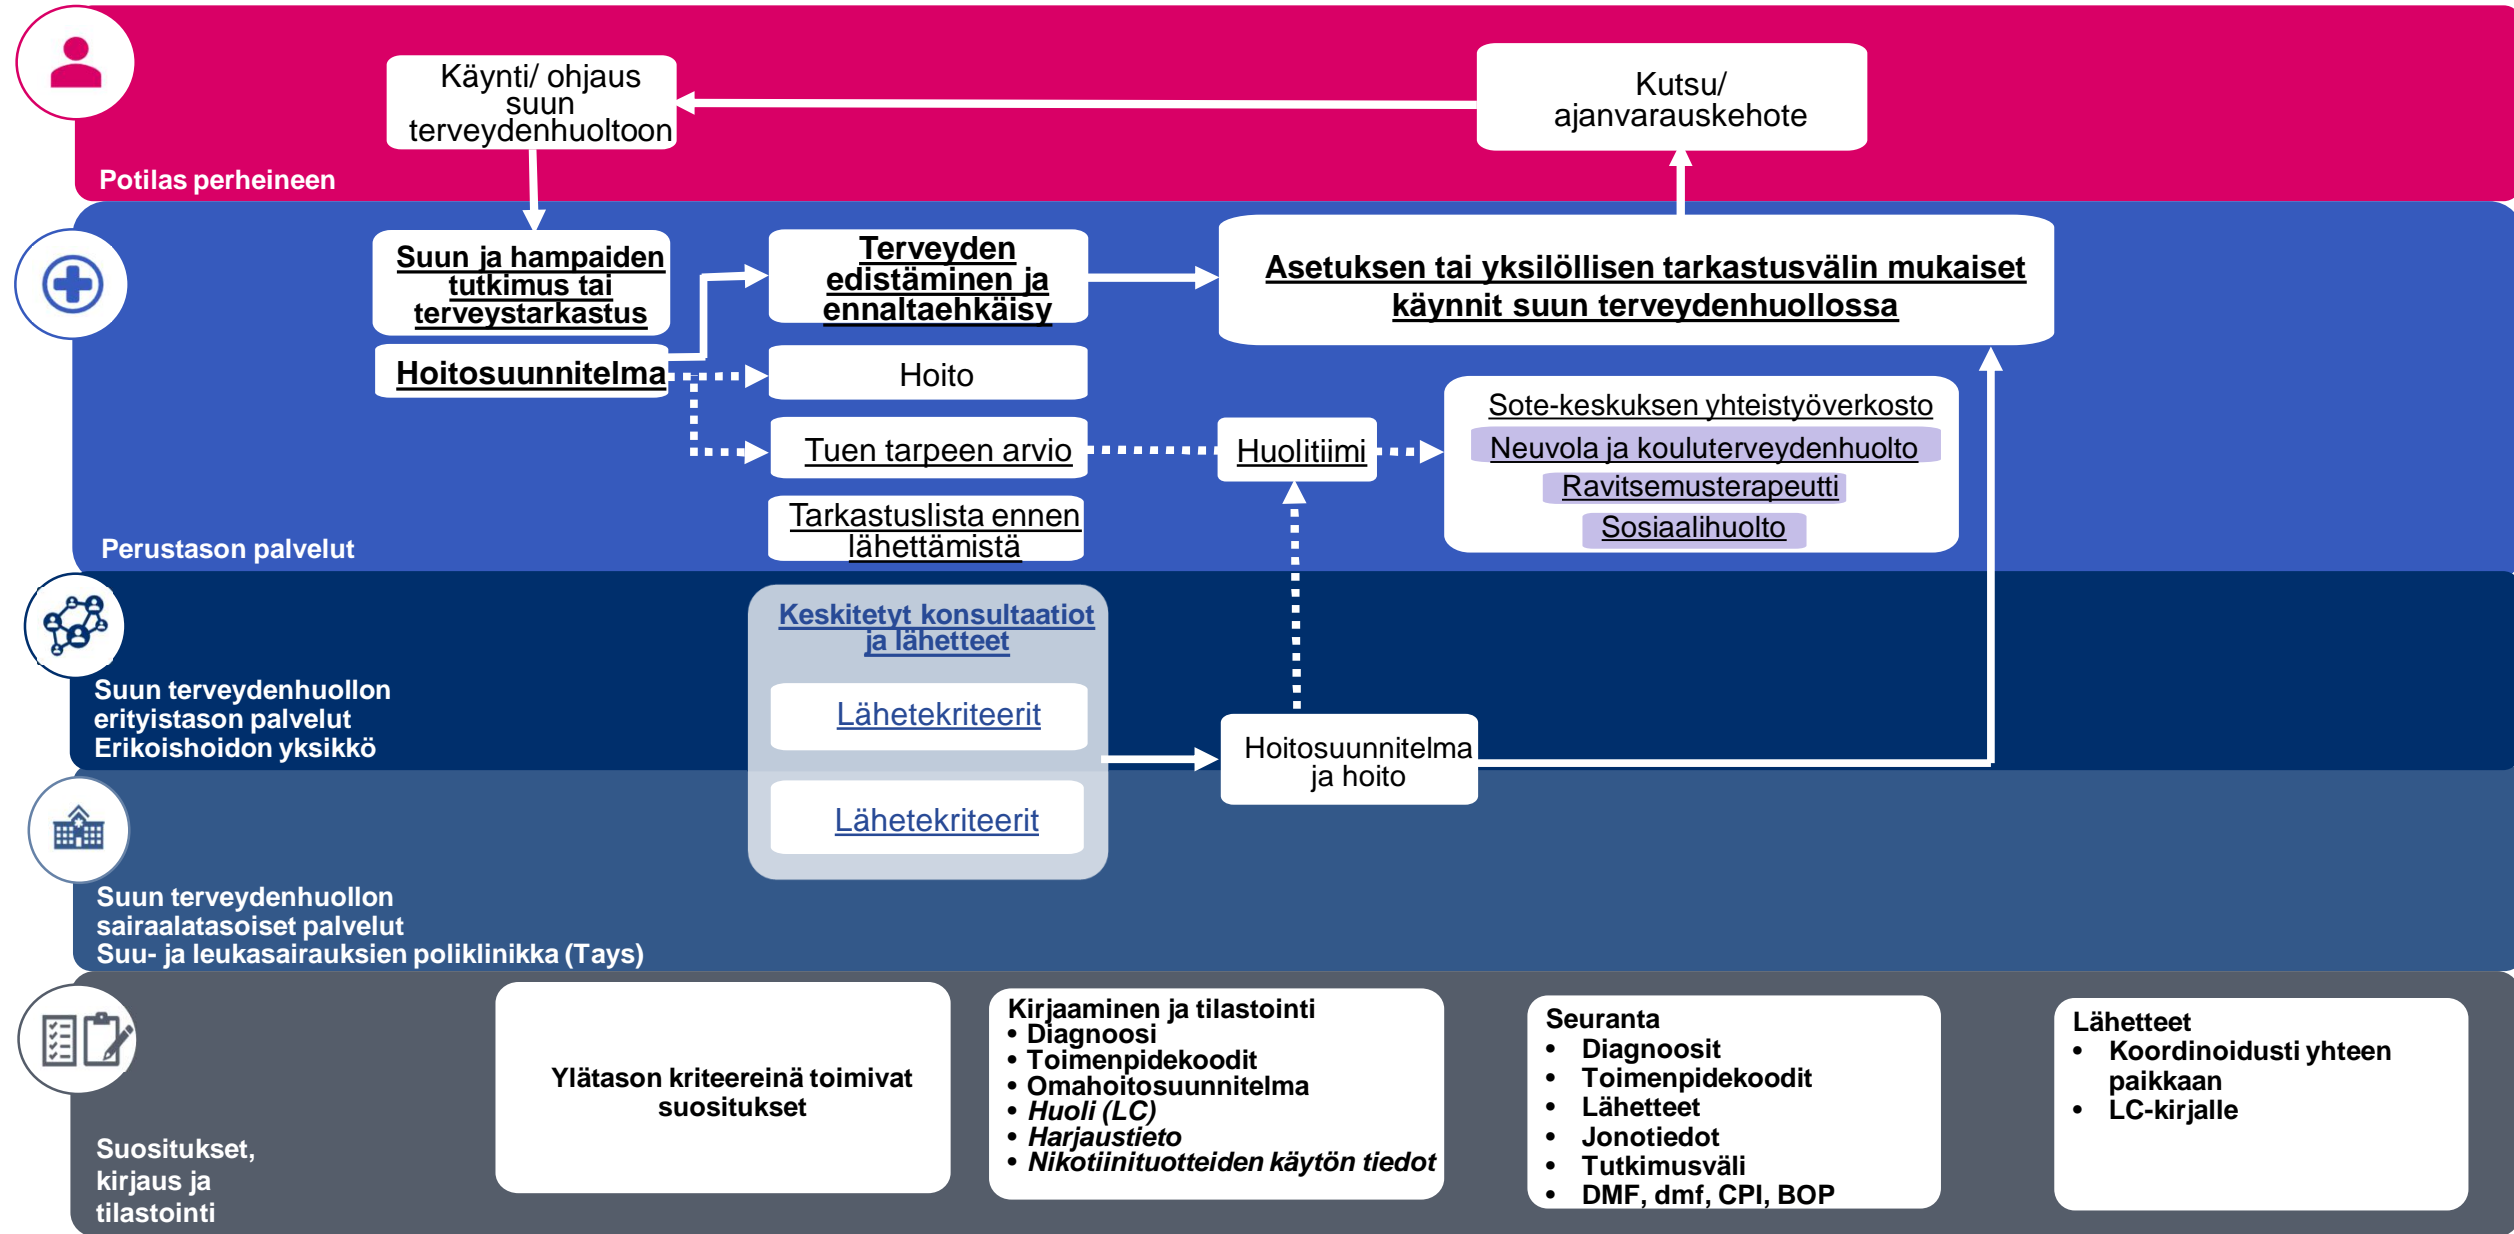 Käynti/ ohjaus
suun
terveydenhuoltoon
Kutsu/
ajanvarauskehote
Potilas perheineen
Suun ja hampaiden
tutkimus tai
terveystarkastus
Terveyden
edistäminen ja
ennaltaehkäisy
Asetuksen tai yksilöllisen tarkastusvälin mukaiset
käynnit suun terveydenhuollossa
Hoitosuunnitelma
Hoito
Tuen tarpeen arvio
Huolitiimi
Sote-keskuksen yhteistyöverkosto
Neuvola ja kouluterveydenhuolto
Ravitsemusterapeutti
Sosiaalihuolto
Tarkastuslista ennen
lähettämistä
Perustason palvelut
Keskitetyt konsultaatiot
ja lähetteet
Lähetekriteerit
Suun terveydenhuollon
erityistason palvelut
Erikoishoidon yksikkö
Hoitosuunnitelma
ja hoito
Lähetekriteerit
Suun terveydenhuollon
sairaalatasoiset palvelut
Suu- ja leukasairauksien poliklinikka (Tays)
Suositukset,
kirjaus ja
tilastointi
Ylätason kriteereinä toimivat
suositukset
Kirjaaminen ja tilastointi
• Diagnoosi
• Toimenpidekoodit
• Omahoitosuunnitelma
• Huoli (LC)
• Harjaustieto
• Nikotiinituotteiden käytön tiedot
Seuranta
• Diagnoosit
• Toimenpidekoodit
• Lähetteet
• Jonotiedot
• Tutkimusväli
• DMF, dmf, CPI, BOP
Lähetteet
• Koordinoidusti yhteen
paikkaan
• LC-kirjalle